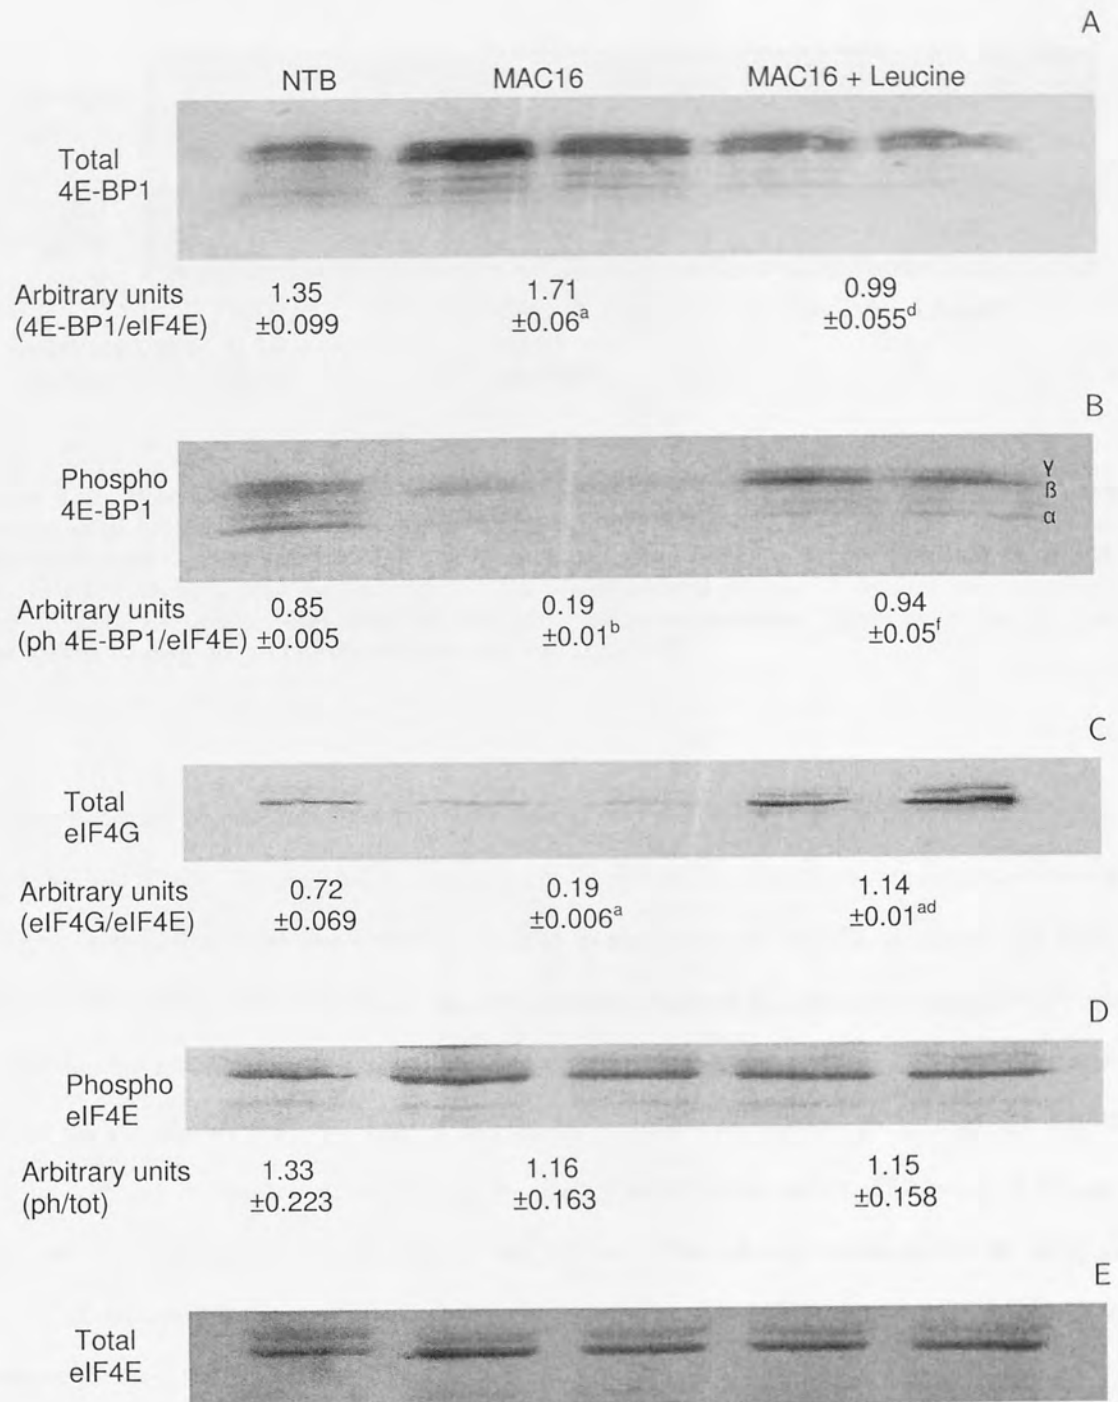 A
NTB MAC16 MAC16 + Leucine
Total
4E-BP1
Arbitrary units 1.35 1.71 0.99
(4E-BP1/eIF4E) ±0.099 ±0.06ᵃ ±0.055ᵈ
B
Phospho
4E-BP1
γ
β
α
Arbitrary units 0.85 0.19 0.94
(ph 4E-BP1/eIF4E) ±0.005 ±0.01ᵇ ±0.05ᶠ
C
Total
eIF4G
Arbitrary units 0.72 0.19 1.14
(eIF4G/eIF4E) ±0.069 ±0.006ᵃ ±0.01ᵃᵈ
D
Phospho
eIF4E
Arbitrary units 1.33 1.16 1.15
(ph/tot) ±0.223 ±0.163 ±0.158
E
Total
eIF4E